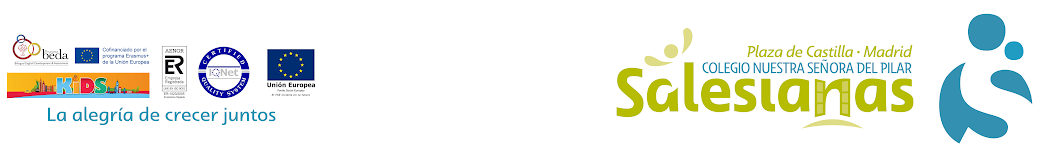 beda
Cofinanciado por el
programa Erasmus+
de la Unión Europea
KiDS
AENOR
ER
Empresa
Registrada
CERTIFIED
IQNet
QUALITY SYSTEM
Unión Europea
La alegría de crecer juntos
Plaza de Castilla · Madrid
COLEGIO NUESTRA SEÑORA DEL PILAR
Salesianas